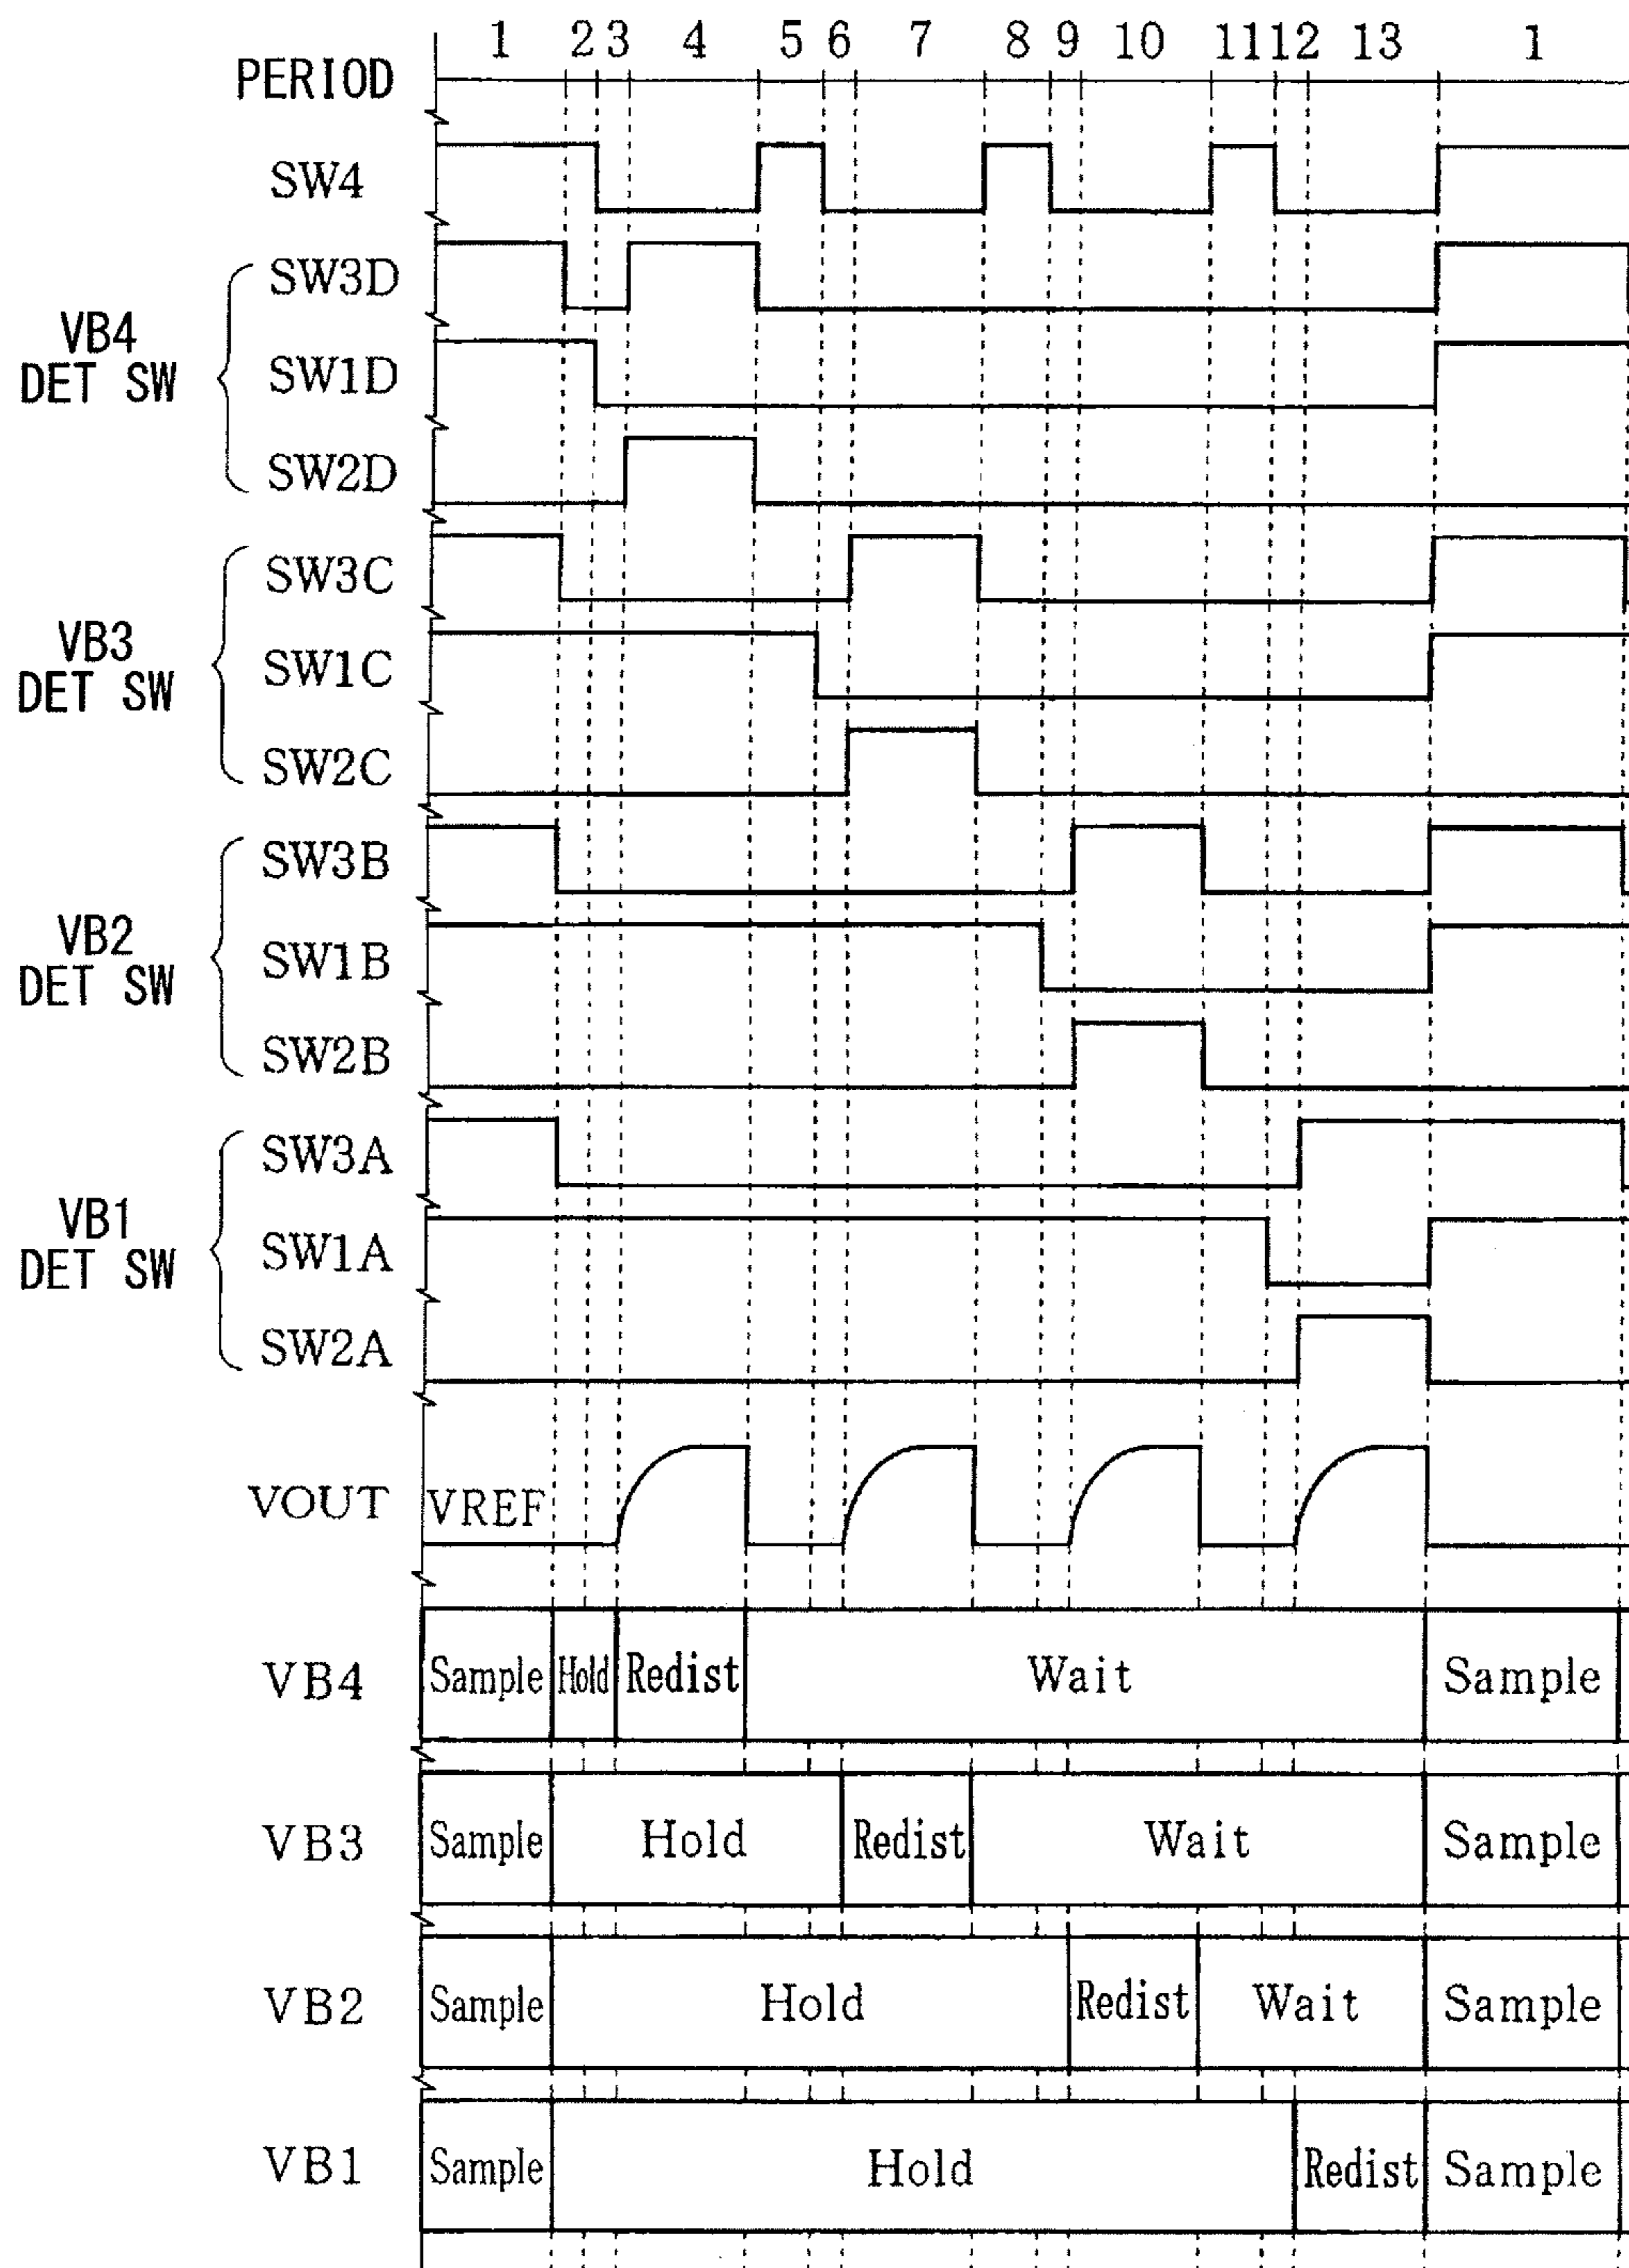 PERIOD 1 2 3 4 5 6 7 8 9 10 11 12 13 1
SW4
VB4 DET SW
SW3D
SW1D
SW2D
VB3 DET SW
SW3C
SW1C
SW2C
VB2 DET SW
SW3B
SW1B
SW2B
VB1 DET SW
SW3A
SW1A
SW2A
VOUT VREF
VB4 Sample Hold Redist Wait Sample
VB3 Sample Hold Redist Wait Sample
VB2 Sample Hold Redist Wait Sample
VB1 Sample Hold Redist Sample